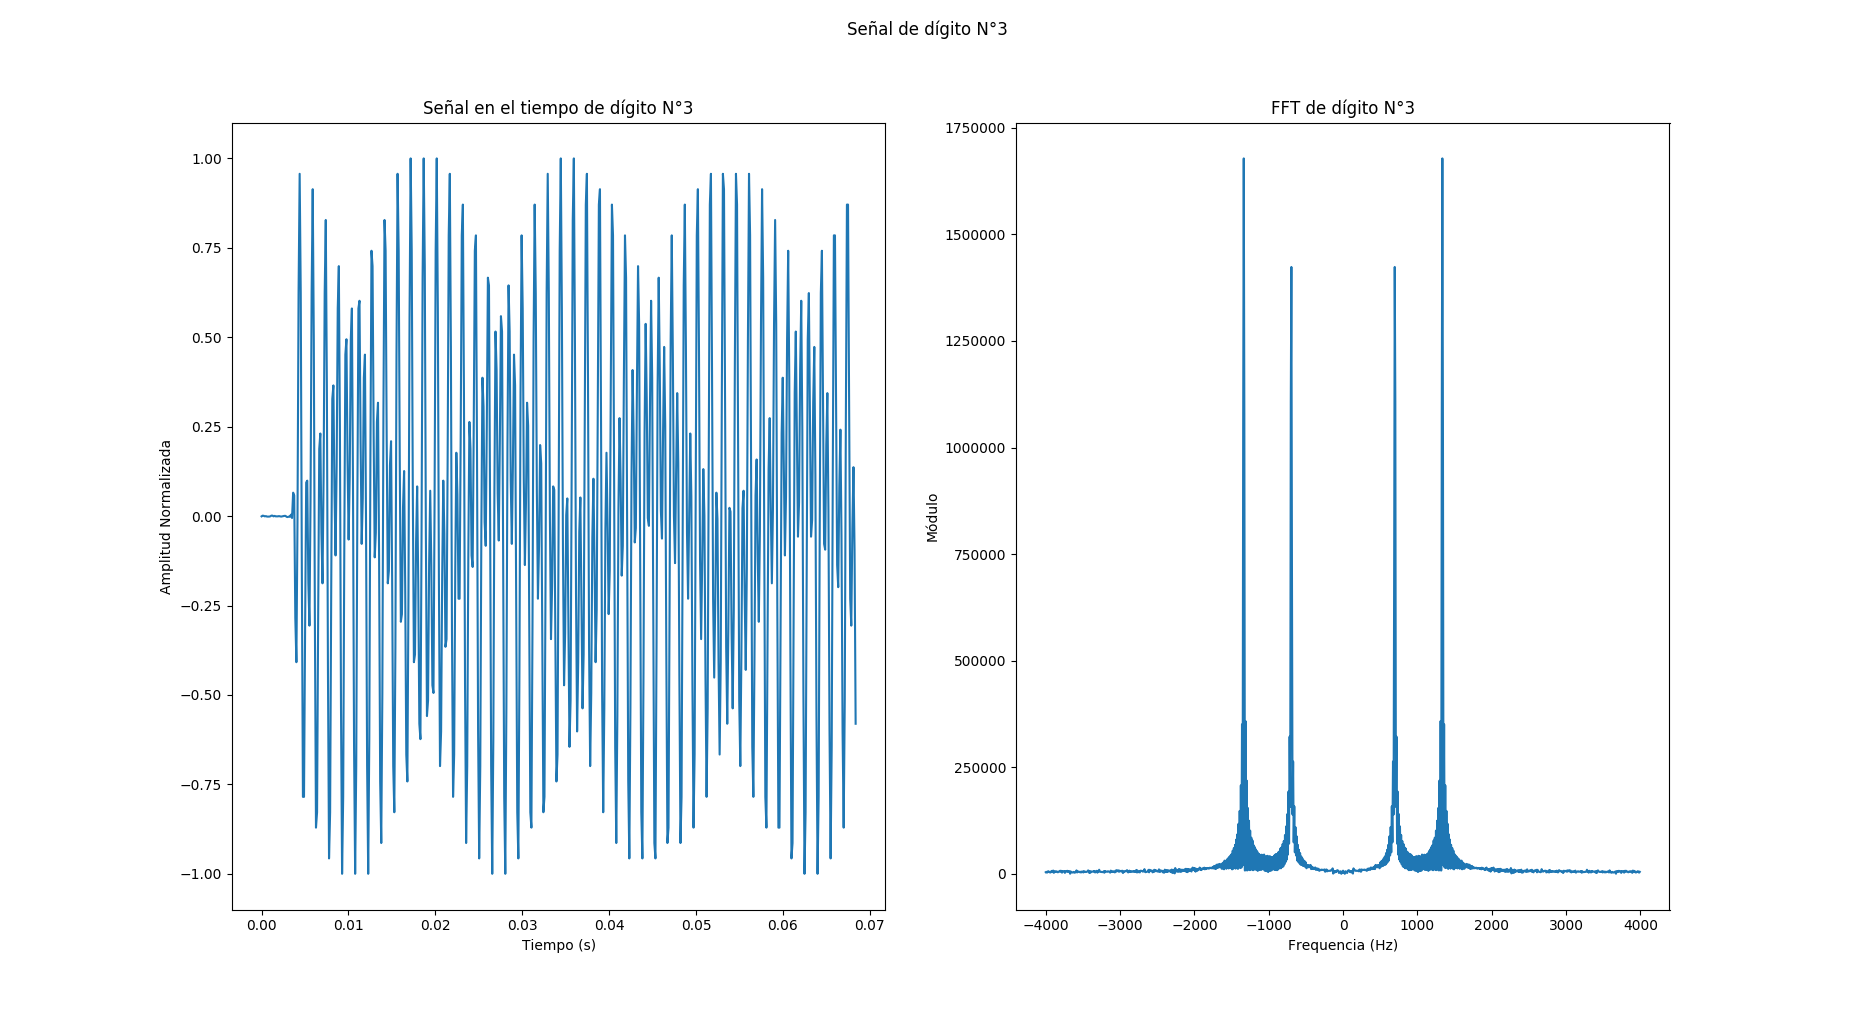 Señal de dígito N°3
Señal en el tiempo de dígito N°3
1.00
0.75
0.50
0.25
0.00
−0.25
−0.50
−0.75
−1.00
Amplitud Normalizada
0.00 0.01 0.02 0.03 0.04 0.05 0.06 0.07
Tiempo (s)
FFT de dígito N°3
1750000
1500000
1250000
1000000
750000
500000
250000
0
Módulo
−4000 −3000 −2000 −1000 0 1000 2000 3000 4000
Frequencia (Hz)